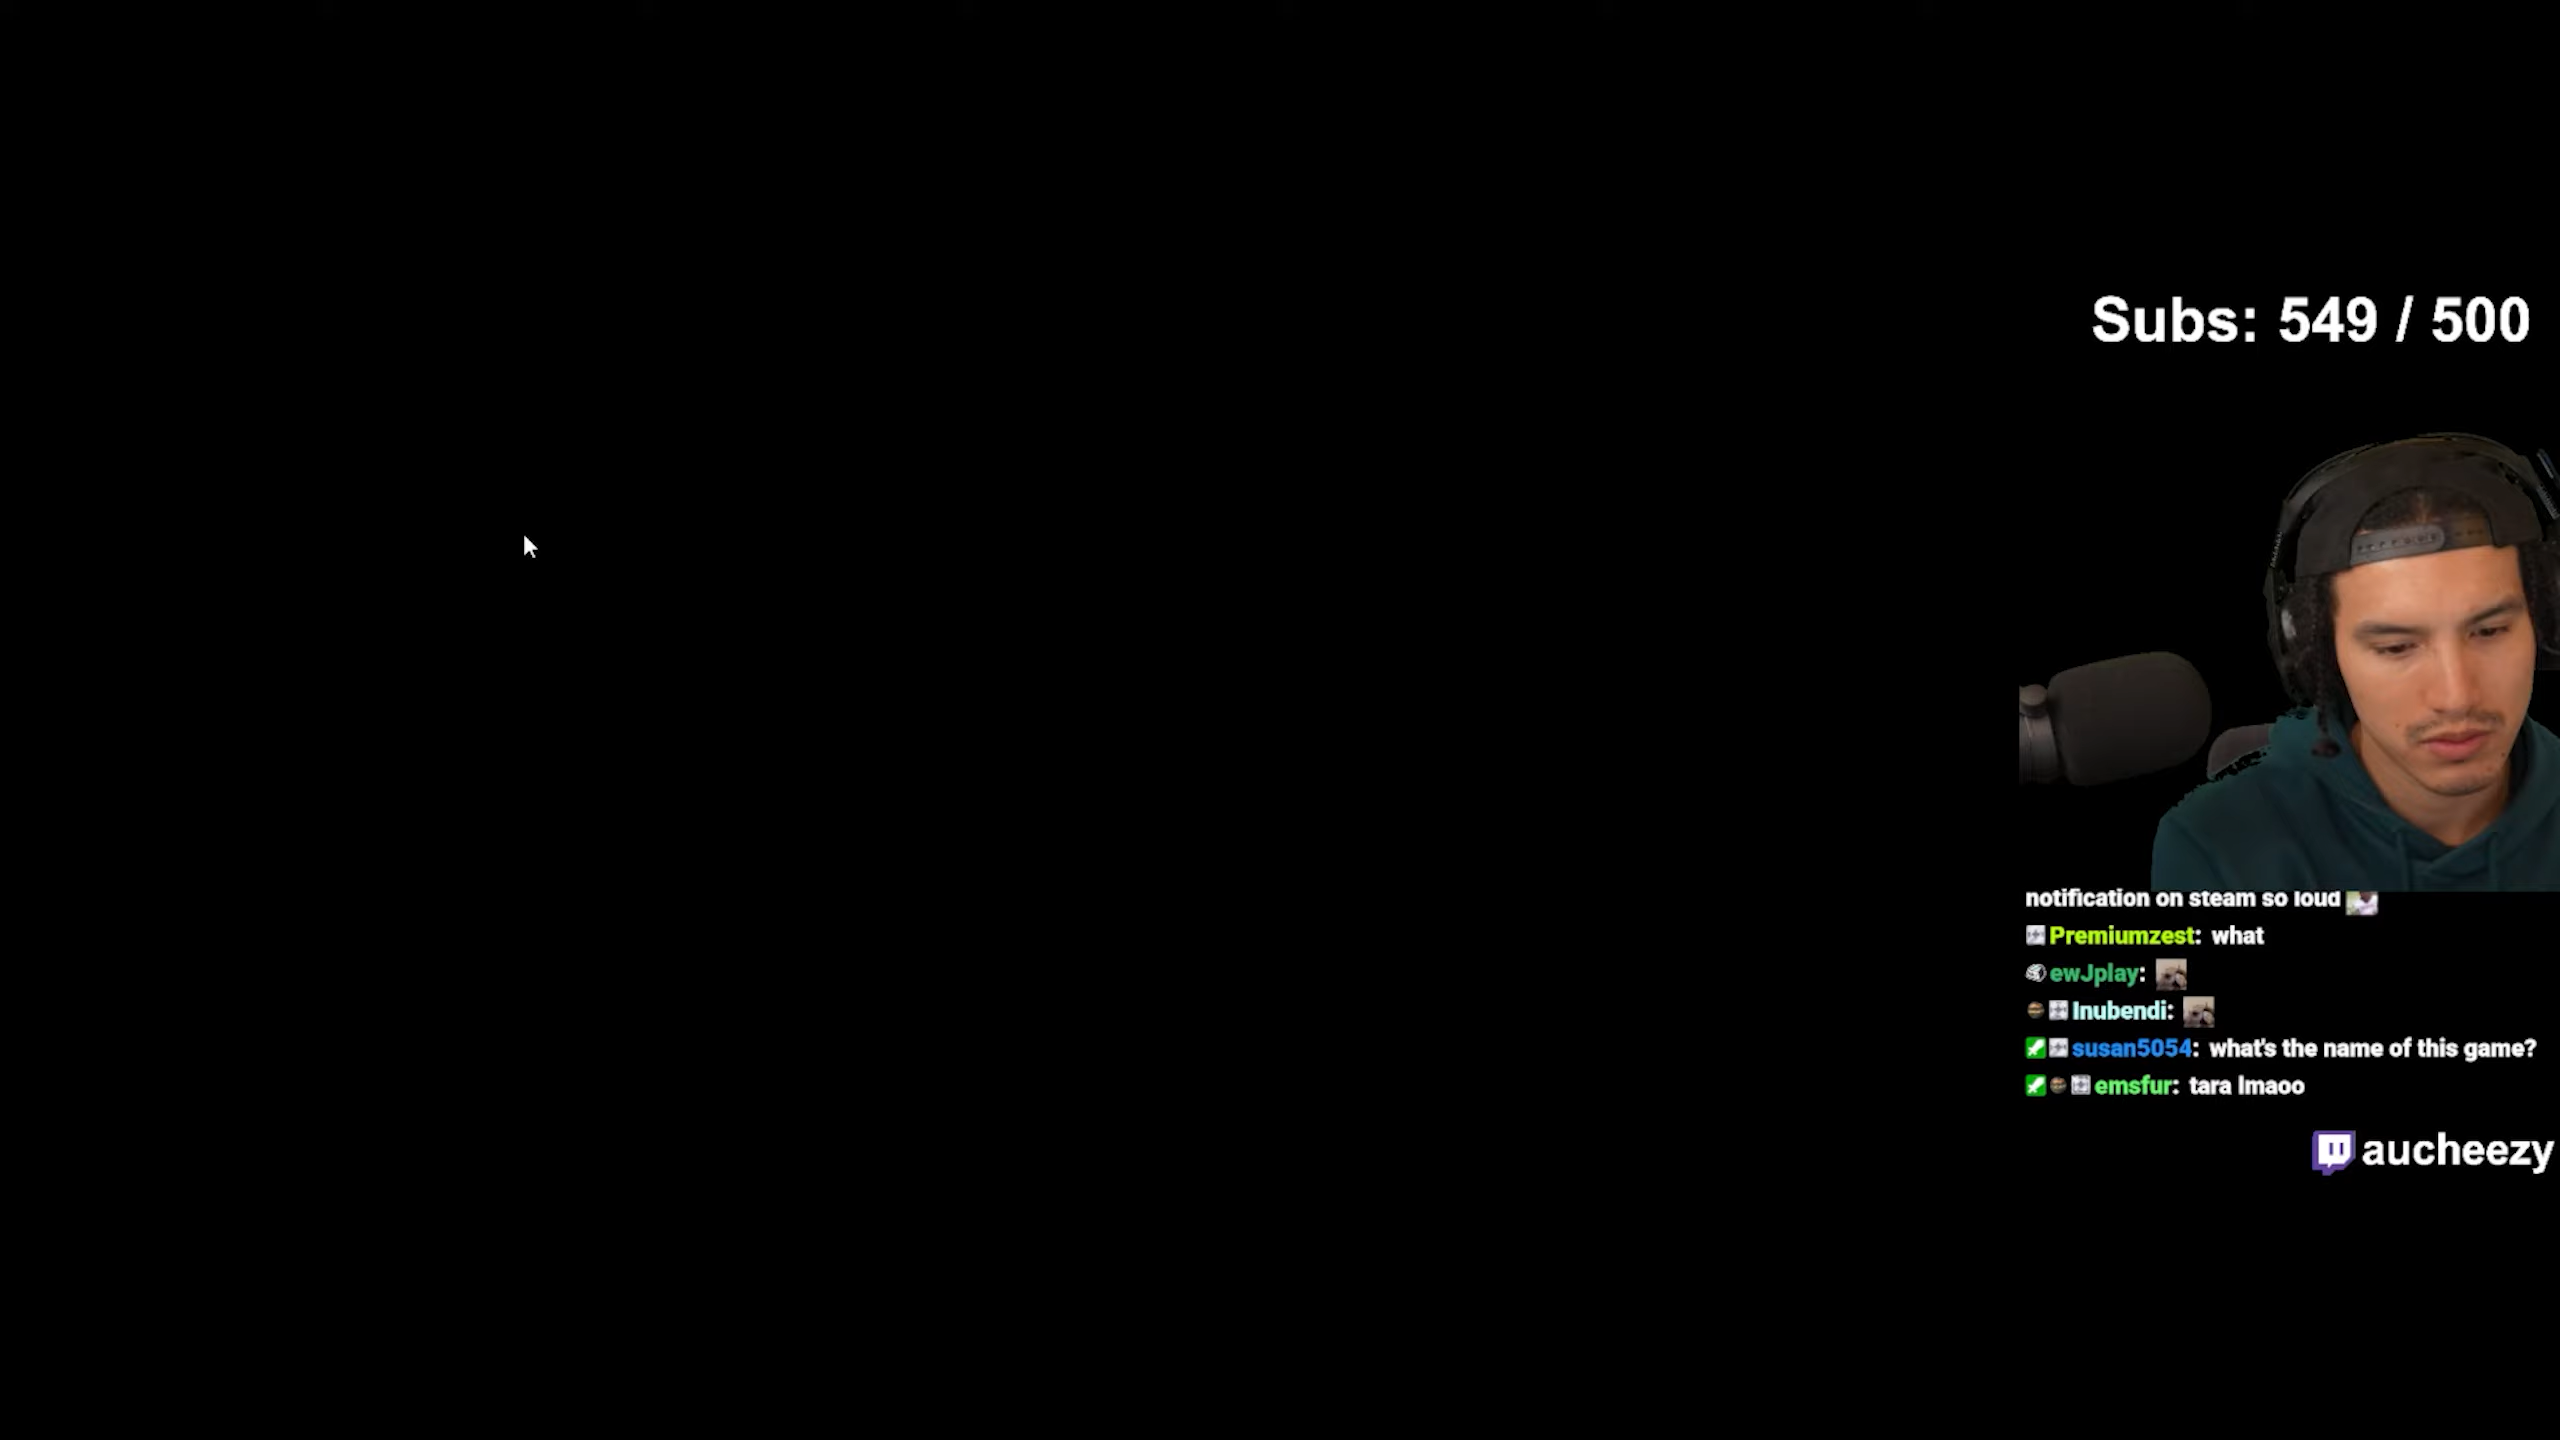 Subs: 549 / 500
notification on steam so loud
Premiumzest: what
ewJplay:
Inubendi:
susan5054: what's the name of this game?
emsfur: tara lmaoo
aucheezy